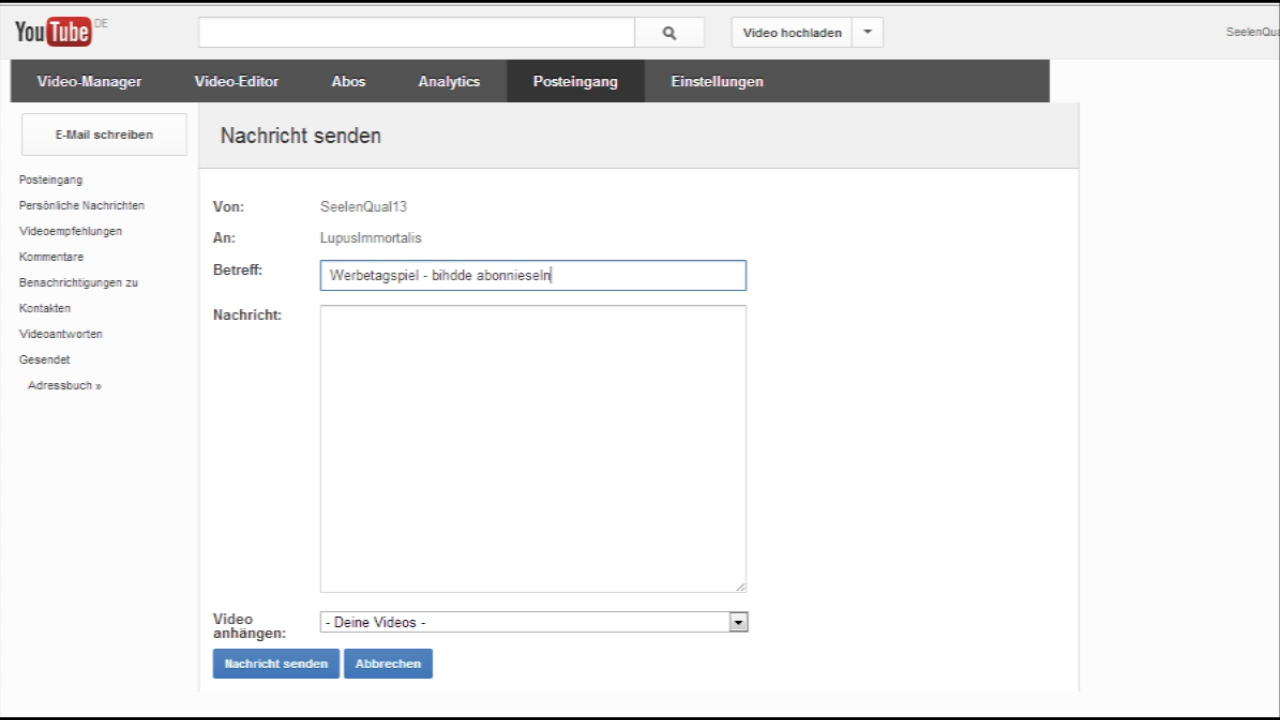 YouTube DE
Video hochladen
Video-Manager Video-Editor Abos Analytics Posteingang Einstellungen
E-Mail schreiben
Nachricht senden
Posteingang
Persönliche Nachrichten
Videoempfehlungen
Kommentare
Benachrichtigungen zu
Kontakten
Videoantworten
Gesendet
Adressbuch »
Von: SeelenQual13
An: LupusImmortalis
Betreff: Werbetagspiel - bihdde abonnieseln
Nachricht:
Video
anhängen: - Deine Videos -
Nachricht senden Abbrechen